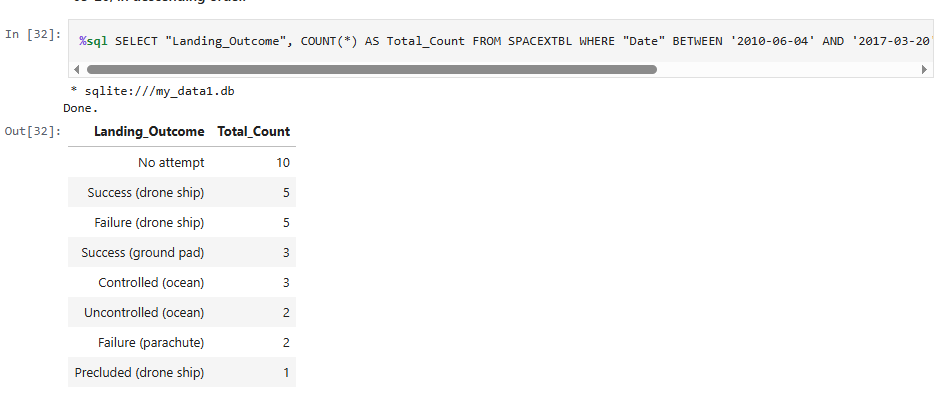 In [32]: %sql SELECT "Landing_Outcome", COUNT(*) AS Total_Count FROM SPACEXTBL WHERE "Date" BETWEEN '2010-06-04' AND '2017-03-20'
* sqlite:///my_data1.db
Done.
Out[32]: Landing_Outcome Total_Count
No attempt 10
Success (drone ship) 5
Failure (drone ship) 5
Success (ground pad) 3
Controlled (ocean) 3
Uncontrolled (ocean) 2
Failure (parachute) 2
Precluded (drone ship) 1